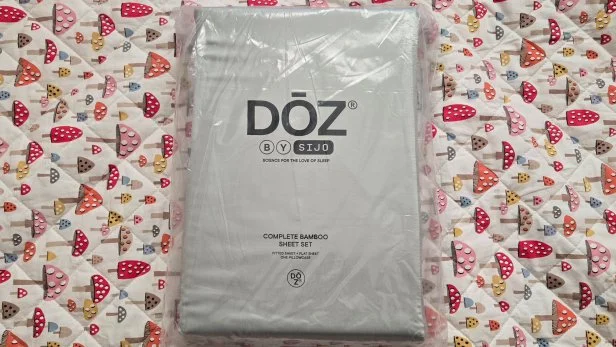 DŌZ®
BY SIJO
SCIENCE FOR THE LOVE OF SLEEP
COMPLETE BAMBOO
SHEET SET
FITTED SHEET + FLAT SHEET
ONE PILLOWCASE
DŌZ